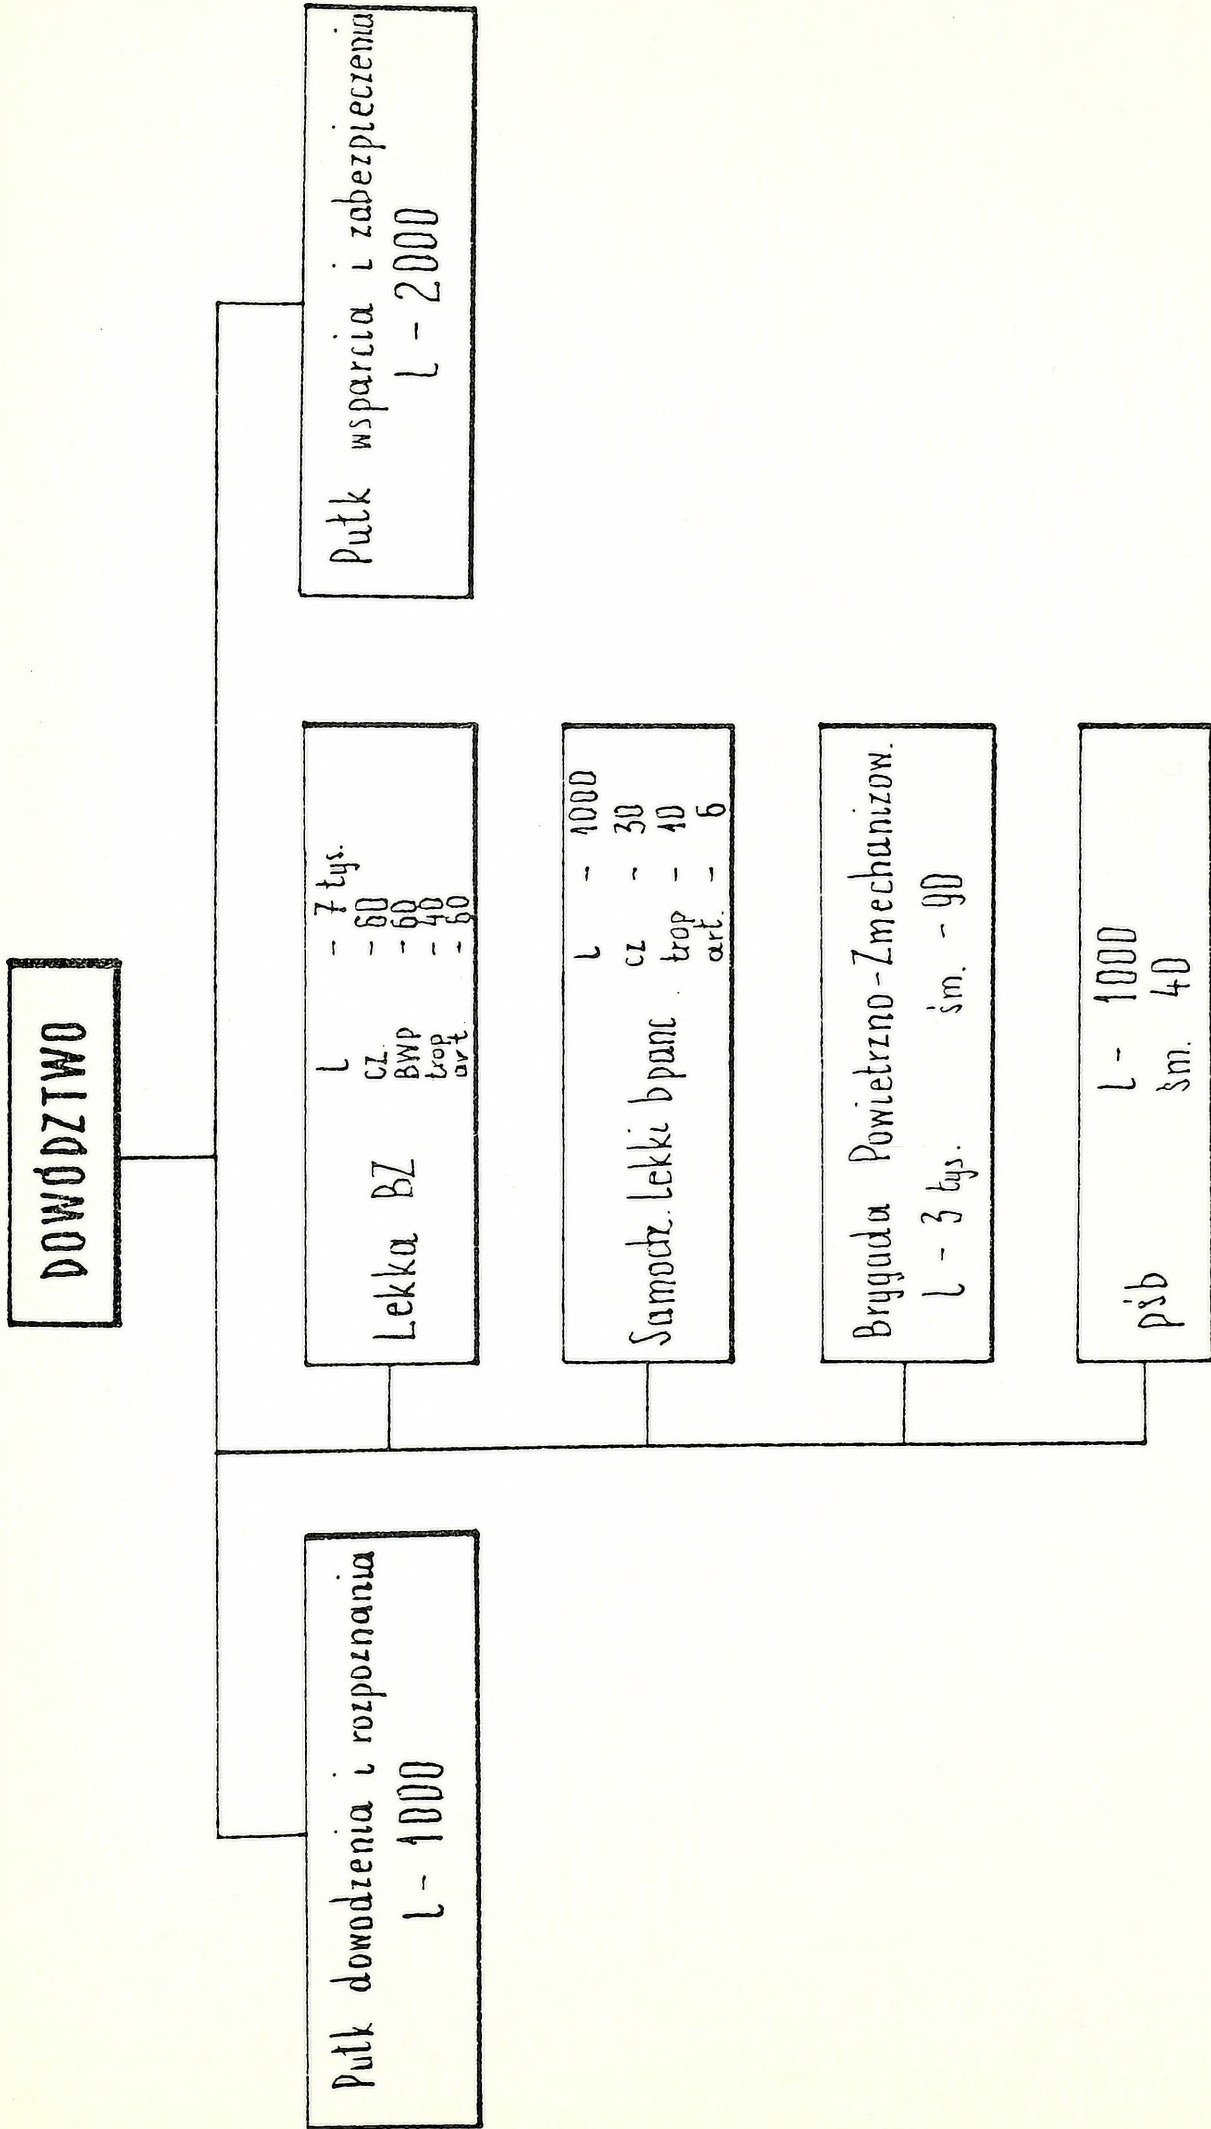 DOWÓDZTWO
Pułk dowodzenia i rozpoznania
L - 1000
Lekka BZ
L - 7 tys.
cz. - 60
BWP - 60
trop - 40
art. - 60
Samodz. Lekki bpanc.
L - 1000
cz - 30
trop - 10
art. - 6
Brygada Powietrzno-Zmechanizow.
L - 3 tys. śm. - 90
pśb
L - 1000
śm. 40
Pułk wsparcia i zabezpieczenia
L - 2000